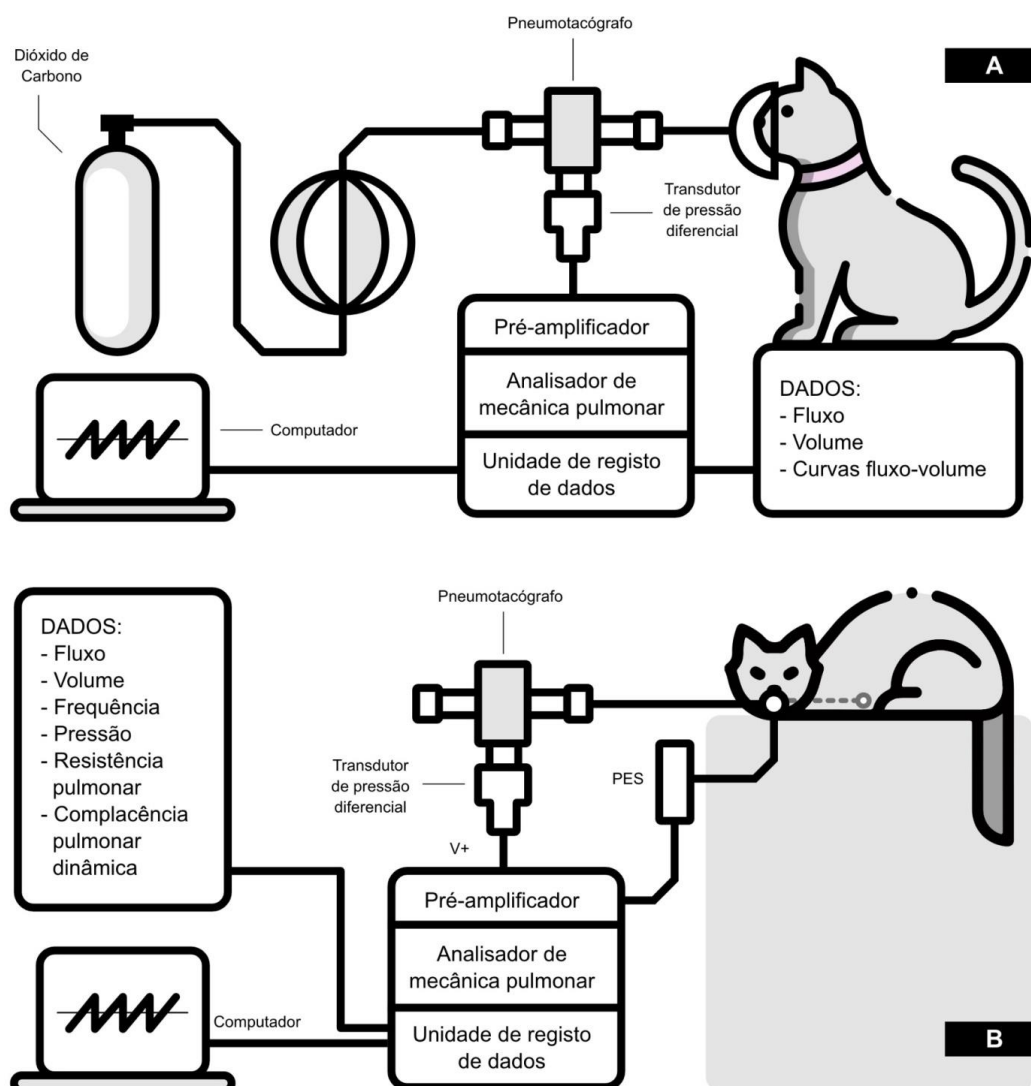 Pneumotacógrafo
Dióxido de
Carbono
A
Transdutor
de pressão
diferencial
Pré-amplificador
Analisador de
mecânica pulmonar
Unidade de registo
de dados
Computador
DADOS:
- Fluxo
- Volume
- Curvas fluxo-volume
DADOS:
- Fluxo
- Volume
- Frequência
- Pressão
- Resistência
pulmonar
- Complacência
pulmonar
dinâmica
Pneumotacógrafo
Transdutor
de pressão
diferencial
PES
V+
Pré-amplificador
Analisador de
mecânica pulmonar
Unidade de registo
de dados
Computador
B